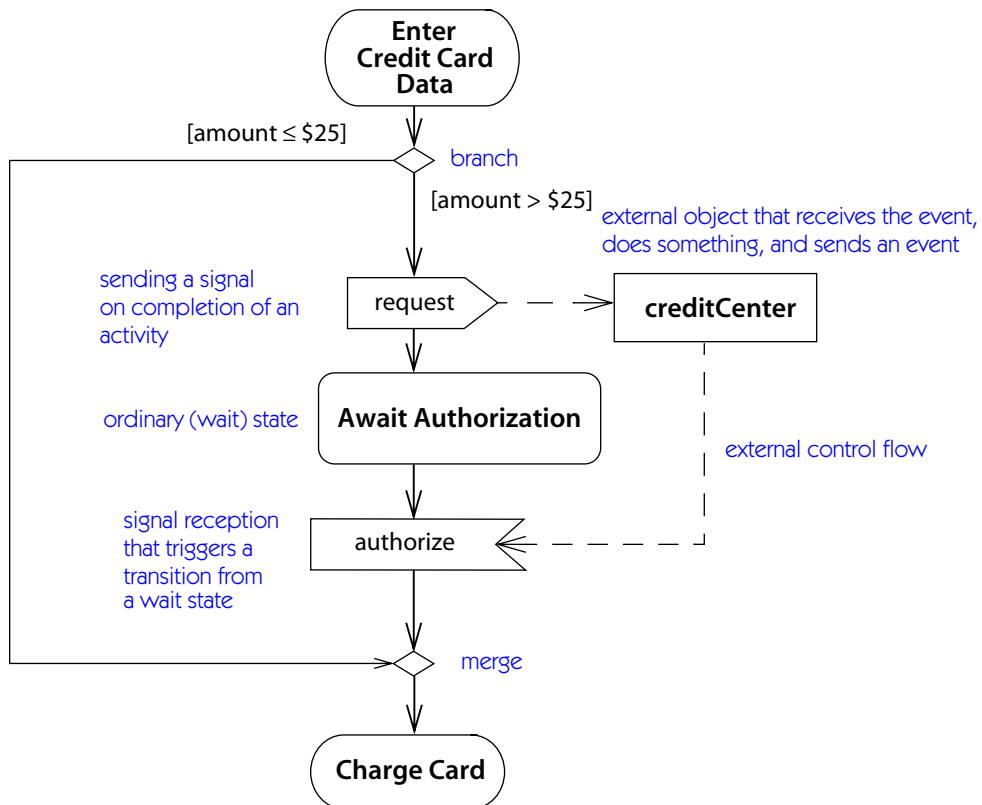 Enter
Credit Card
Data
[amount ≤ $25]
branch
[amount > $25]
external object that receives the event,
does something, and sends an event
sending a signal
on completion of an
activity
request
creditCenter
ordinary (wait) state
Await Authorization
external control flow
signal reception
that triggers a
transition from
a wait state
authorize
merge
Charge Card